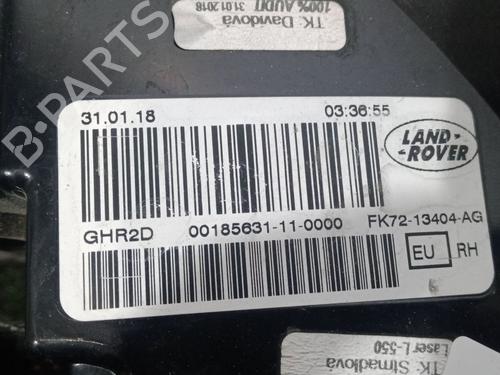 TK: Davidová
100% AUDIT 31.01.2018
31.01.18 03:36:55
LAND-
-ROVER
GHR2D 00185631-11-0000 FK72-13404-AG
EU RH
TK: Strnadlová
Laser L-550
B-PARTS